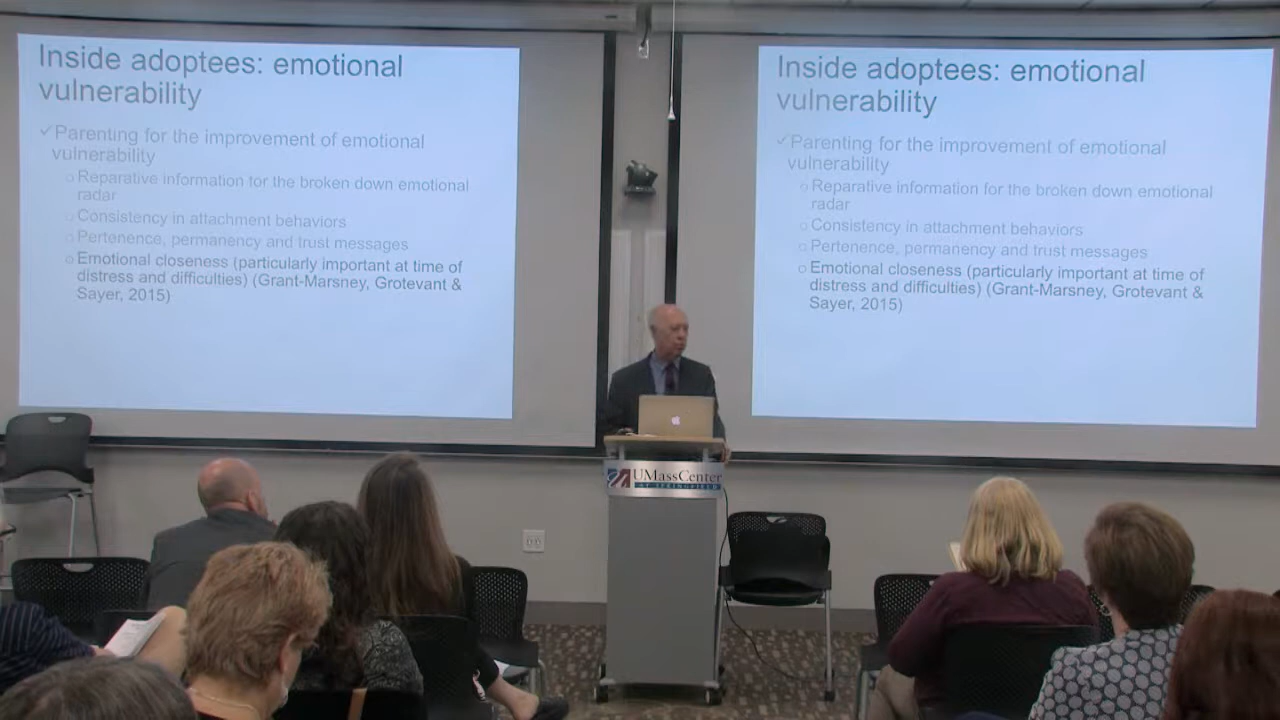 Inside adoptees: emotional
vulnerability
✓Parenting for the improvement of emotional
vulnerability
○Reparative information for the broken down emotional
radar
○Consistency in attachment behaviors
○Pertenence, permanency and trust messages
○Emotional closeness (particularly important at time of
distress and difficulties) (Grant-Marsney, Grotevant &
Sayer, 2015)
Inside adoptees: emotional
vulnerability
✓Parenting for the improvement of emotional
vulnerability
○Reparative information for the broken down emotional
radar
○Consistency in attachment behaviors
○Pertenence, permanency and trust messages
○Emotional closeness (particularly important at time of
distress and difficulties) (Grant-Marsney, Grotevant &
Sayer, 2015)
UMassCenter
AT SPRINGFIELD